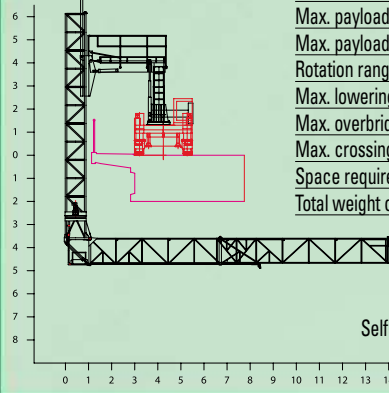 Max. payload
Max. payload
Rotation rang
Max. lowering
Max. overbrid
Max. crossing
Space require
Total weight o
Self
6
5
4
3
2
1
0
1
2
3
4
5
6
7
8
0 1 2 3 4 5 6 7 8 9 10 11 12 13 14